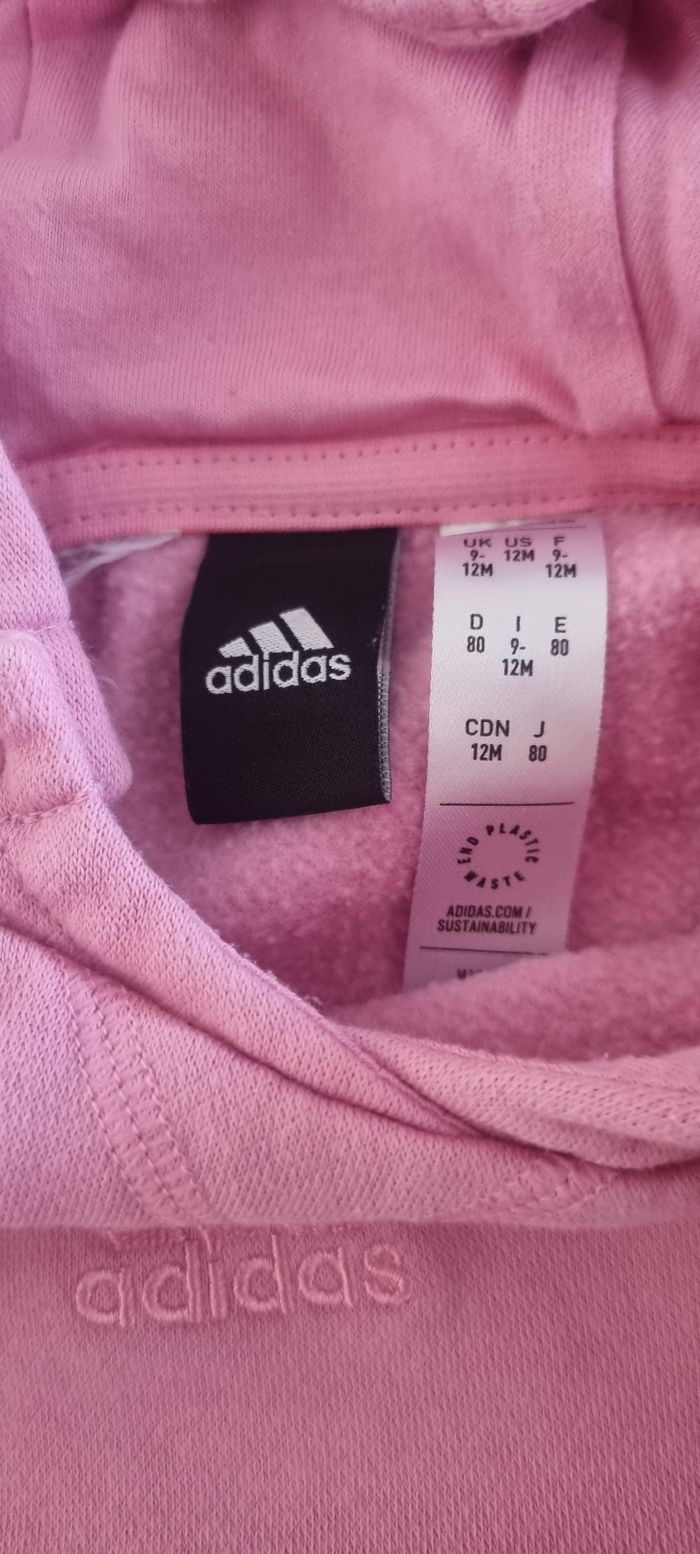 adidas
UK US F
9- 12M 9-
12M 12M
D I E
80 9- 80
12M
CDN J
12M 80
END PLASTIC WASTE
ADIDAS.COM/
SUSTAINABILITY
adidas